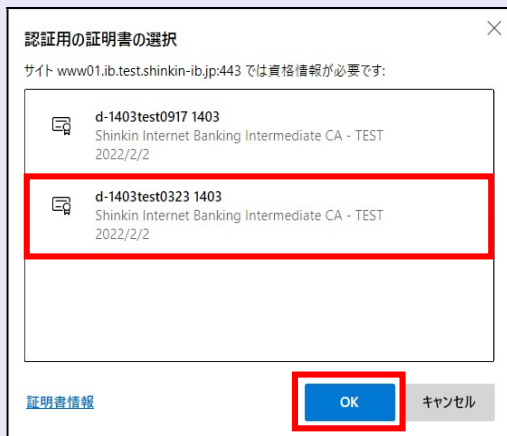 認証用の証明書の選択
サイト www01.ib.test.shinkin-ib.jp:443 では資格情報が必要です:
d-1403test0917 1403
Shinkin Internet Banking Intermediate CA - TEST
2022/2/2
d-1403test0323 1403
Shinkin Internet Banking Intermediate CA - TEST
2022/2/2
証明書情報
OK
キャンセル